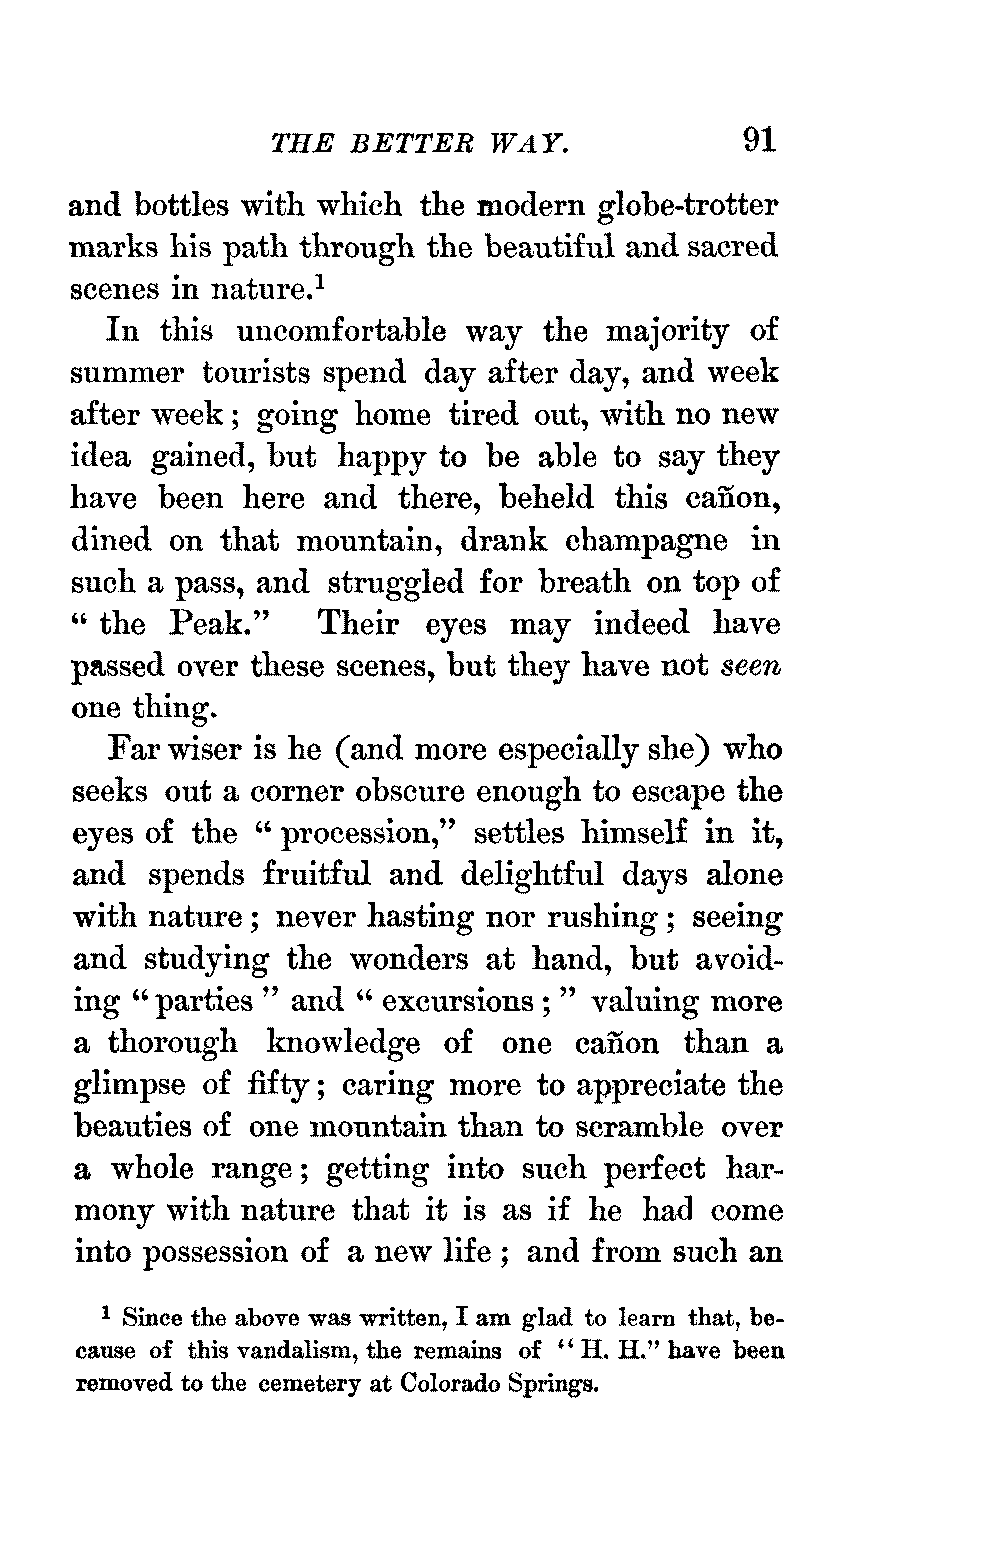 THE BETTER WAY. 91
and bottles with which the modern globe-trotter
marks his path through the beautiful and sacred
scenes in nature.¹
In this uncomfortable way the majority of
summer tourists spend day after day, and week
after week; going home tired out, with no new
idea gained, but happy to be able to say they
have been here and there, beheld this cañon,
dined on that mountain, drank champagne in
such a pass, and struggled for breath on top of
“ the Peak.” Their eyes may indeed have
passed over these scenes, but they have not seen
one thing.
Far wiser is he (and more especially she) who
seeks out a corner obscure enough to escape the
eyes of the “ procession,” settles himself in it,
and spends fruitful and delightful days alone
with nature; never hasting nor rushing; seeing
and studying the wonders at hand, but avoid-
ing “ parties ” and “ excursions; ” valuing more
a thorough knowledge of one cañon than a
glimpse of fifty; caring more to appreciate the
beauties of one mountain than to scramble over
a whole range; getting into such perfect har-
mony with nature that it is as if he had come
into possession of a new life; and from such an
¹ Since the above was written, I am glad to learn that, be-
cause of this vandalism, the remains of “ H. H.” have been
removed to the cemetery at Colorado Springs.